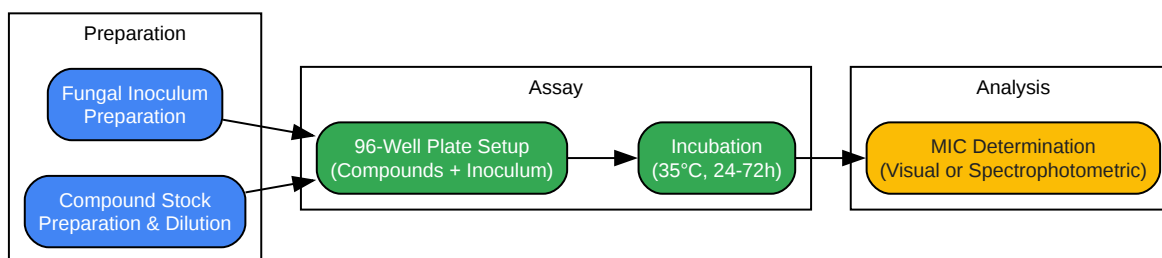 Preparation
Fungal Inoculum
Preparation
Compound Stock
Preparation & Dilution
Assay
96-Well Plate Setup
(Compounds + Inoculum)
Incubation
(35°C, 24-72h)
Analysis
MIC Determination
(Visual or Spectrophotometric)